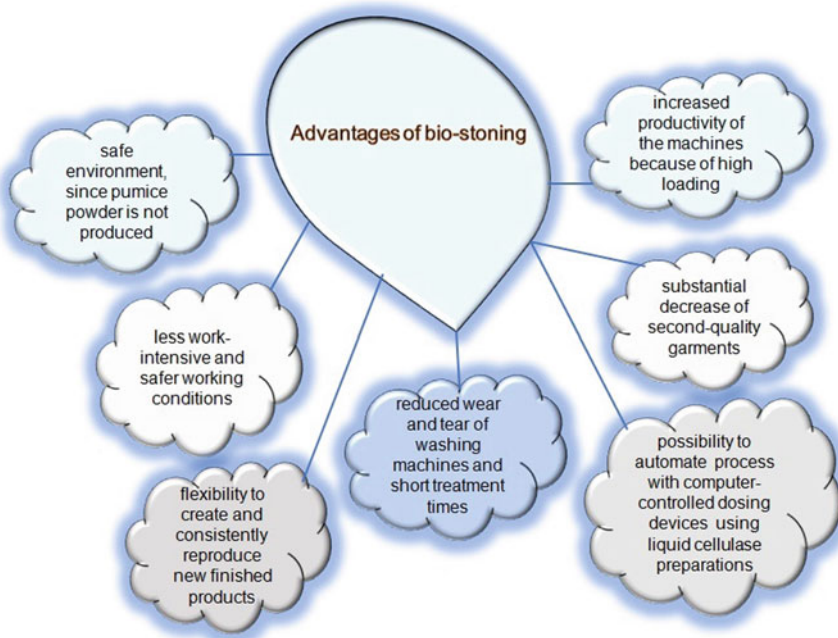 Advantages of bio-stoning
safe
environment,
since pumice
powder is not
produced
increased
productivity of
the machines
because of high
loading
less work-
intensive and
safer working
conditions
substantial
decrease of
second-quality
garments
flexibility to
create and
consistently
reproduce
new finished
products
reduced wear
and tear of
washing
machines and
short treatment
times
possibility to
automate process
with computer-
controlled dosing
devices using
liquid cellulase
preparations